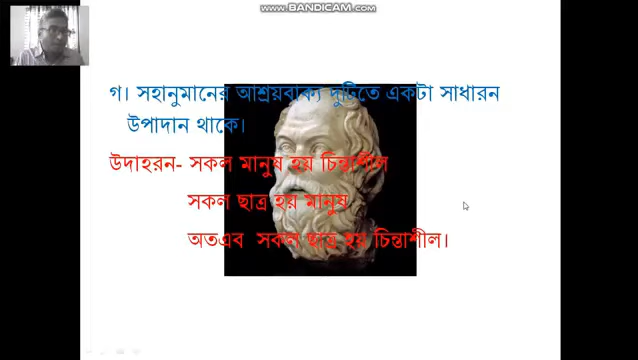 www.BANDICAM.com
গ। সহানুমানের আশ্রয়বাক্য দুটিতে একটা সাধারন
উপাদান থাকে।
উদাহরন- সকল মানুষ হয় চিন্তাশীল
সকল ছাত্র হয় মানুষ
অতএব সকল ছাত্র হয় চিন্তাশীল।